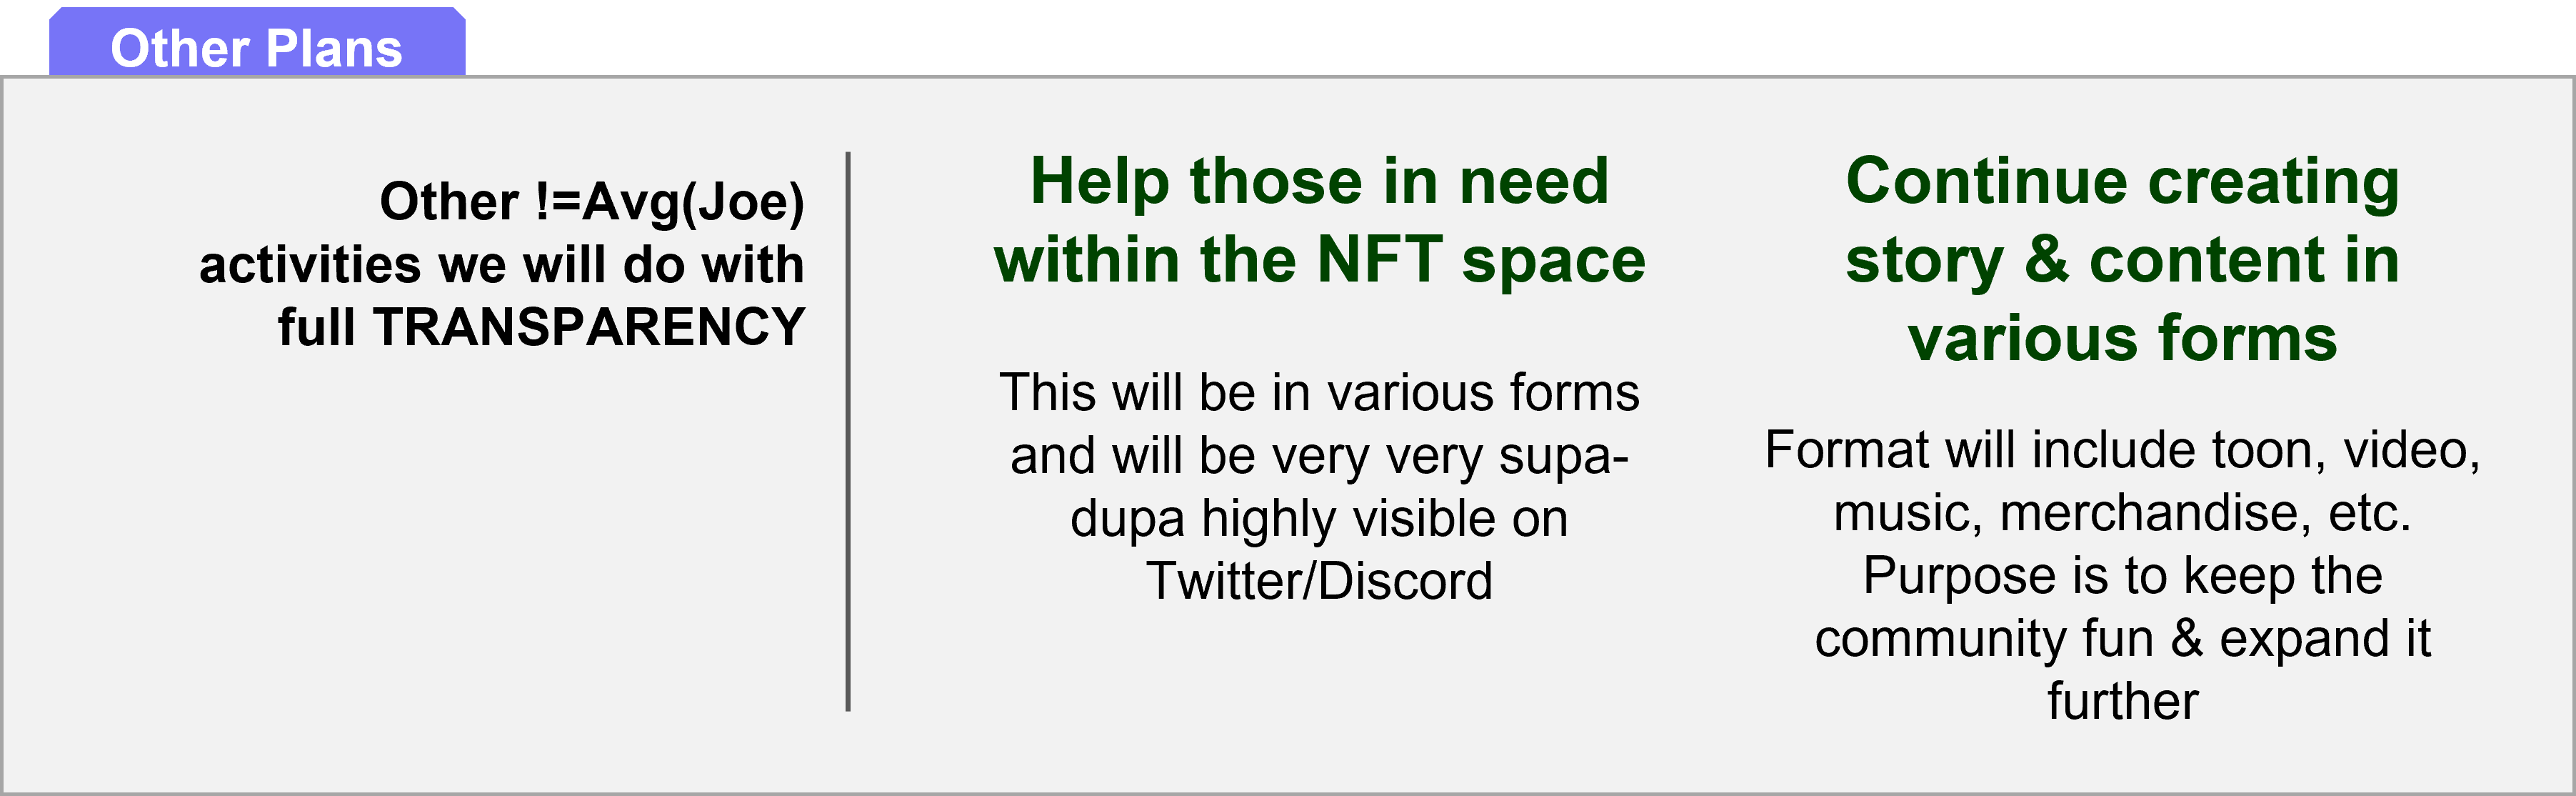 Other Plans
Other !=Avg(Joe)
activities we will do with
full TRANSPARENCY
Help those in need
within the NFT space
This will be in various forms
and will be very very supa-
dupa highly visible on
Twitter/Discord
Continue creating
story & content in
various forms
Format will include toon, video,
music, merchandise, etc.
Purpose is to keep the
community fun & expand it
further